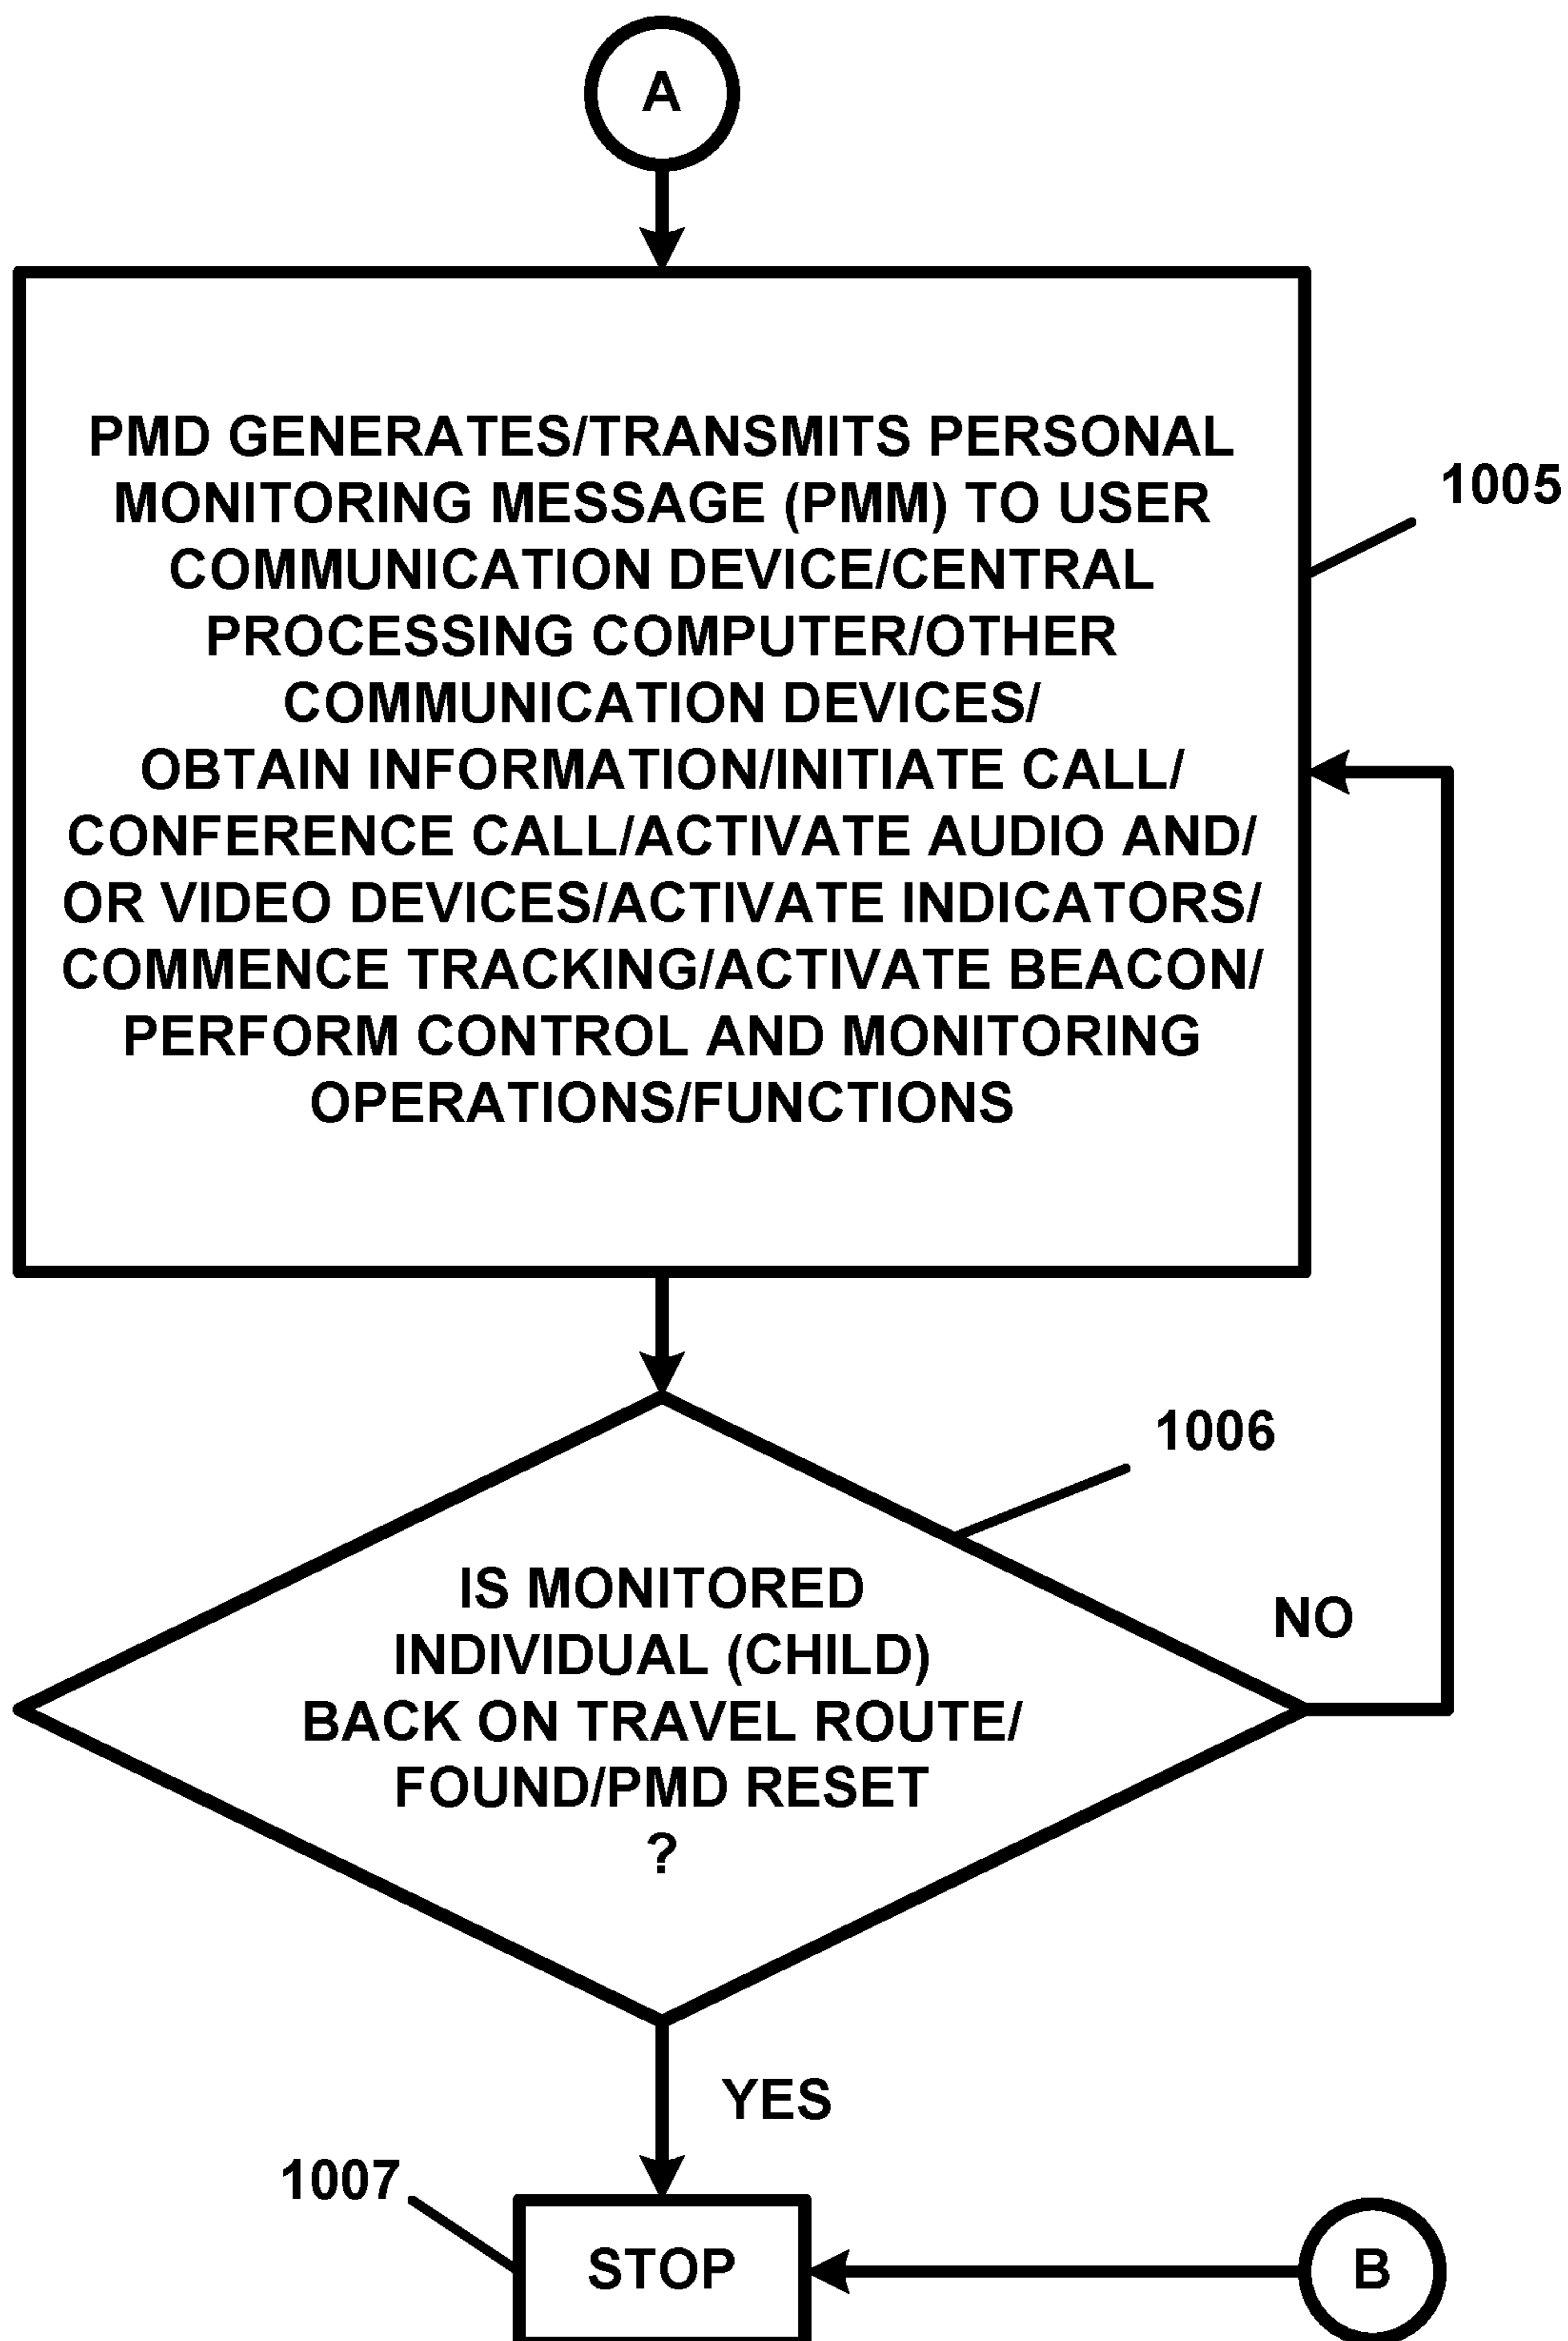 A
PMD GENERATES/TRANSMITS PERSONAL
MONITORING MESSAGE (PMM) TO USER
COMMUNICATION DEVICE/CENTRAL
PROCESSING COMPUTER/OTHER
COMMUNICATION DEVICES/
OBTAIN INFORMATION/INITIATE CALL/
CONFERENCE CALL/ACTIVATE AUDIO AND/
OR VIDEO DEVICES/ACTIVATE INDICATORS/
COMMENCE TRACKING/ACTIVATE BEACON/
PERFORM CONTROL AND MONITORING
OPERATIONS/FUNCTIONS
1005
1006
IS MONITORED
INDIVIDUAL (CHILD)
BACK ON TRAVEL ROUTE/
FOUND/PMD RESET
?
NO
YES
1007
STOP
B